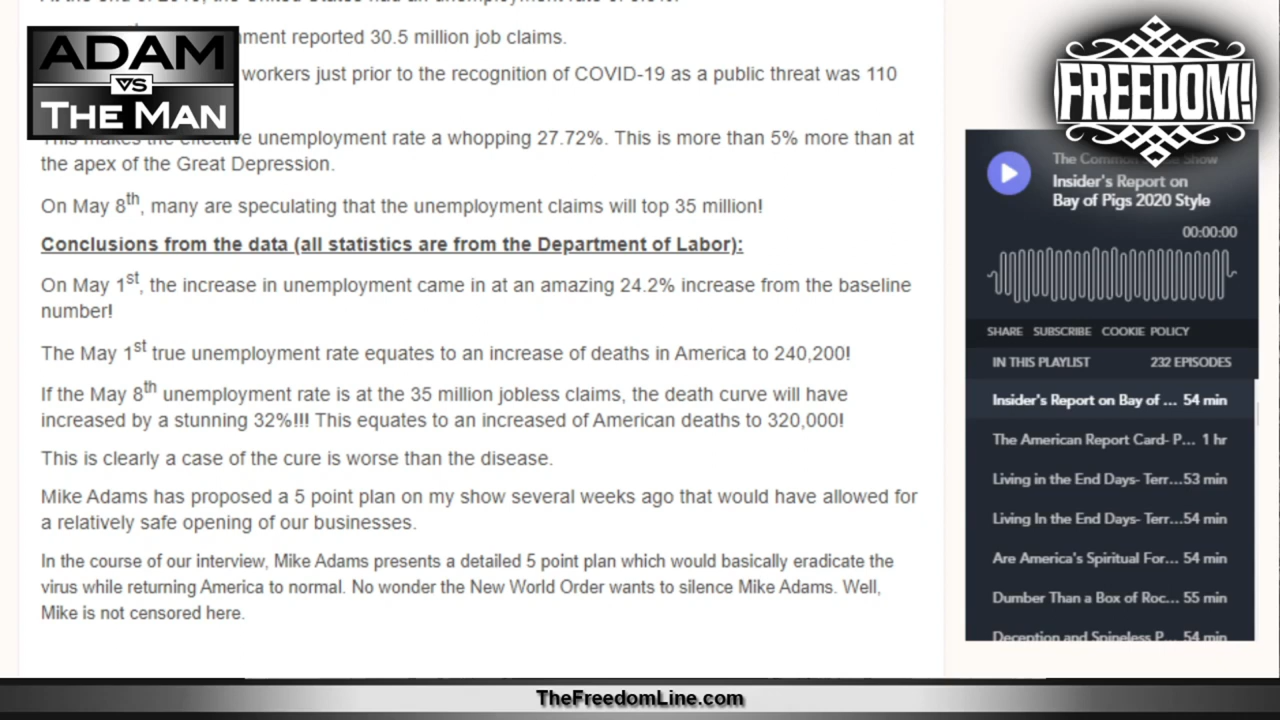 ADAM
VS
THE MAN
FREEDOM!
ment reported 30.5 million job claims.
workers just prior to the recognition of COVID-19 as a public threat was 110
This makes the effective unemployment rate a whopping 27.72%. This is more than 5% more than at
the apex of the Great Depression.
On May 8th, many are speculating that the unemployment claims will top 35 million!
Conclusions from the data (all statistics are from the Department of Labor):
On May 1st, the increase in unemployment came in at an amazing 24.2% increase from the baseline
number!
The May 1st true unemployment rate equates to an increase of deaths in America to 240,200!
If the May 8th unemployment rate is at the 35 million jobless claims, the death curve will have
increased by a stunning 32%!!! This equates to an increased of American deaths to 320,000!
This is clearly a case of the cure is worse than the disease.
Mike Adams has proposed a 5 point plan on my show several weeks ago that would have allowed for
a relatively safe opening of our businesses.
In the course of our interview, Mike Adams presents a detailed 5 point plan which would basically eradicate the
virus while returning America to normal. No wonder the New World Order wants to silence Mike Adams. Well,
Mike is not censored here.
The Common Show
Insider's Report on
Bay of Pigs 2020 Style
00:00:00
SHARE SUBSCRIBE COOKIE POLICY
IN THIS PLAYLIST 232 EPISODES
Insider's Report on Bay of ... 54 min
The American Report Card- P... 1 hr
Living in the End Days- Terr... 53 min
Living In the End Days- Terr... 54 min
Are America's Spiritual For... 54 min
Dumber Than a Box of Roc... 55 min
Deception and Spineless P... 54 min
TheFreedomLine.com